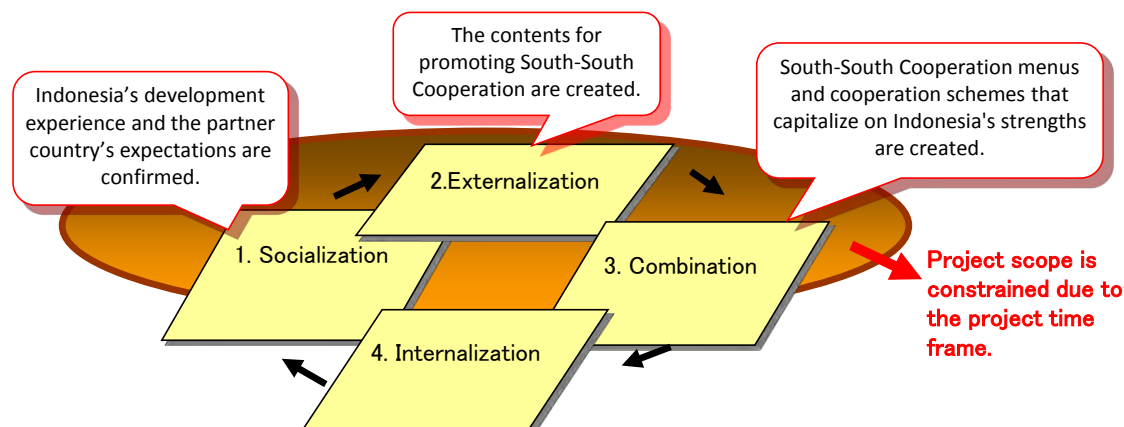 The contents for
promoting South-South
Cooperation are created.
South-South Cooperation menus
and cooperation schemes that
capitalize on Indonesia's strengths
are created.
Indonesia’s development
experience and the partner
country’s expectations are
confirmed.
2.Externalization
1. Socialization
3. Combination
Project scope is
constrained due to
the project time
frame.
4. Internalization